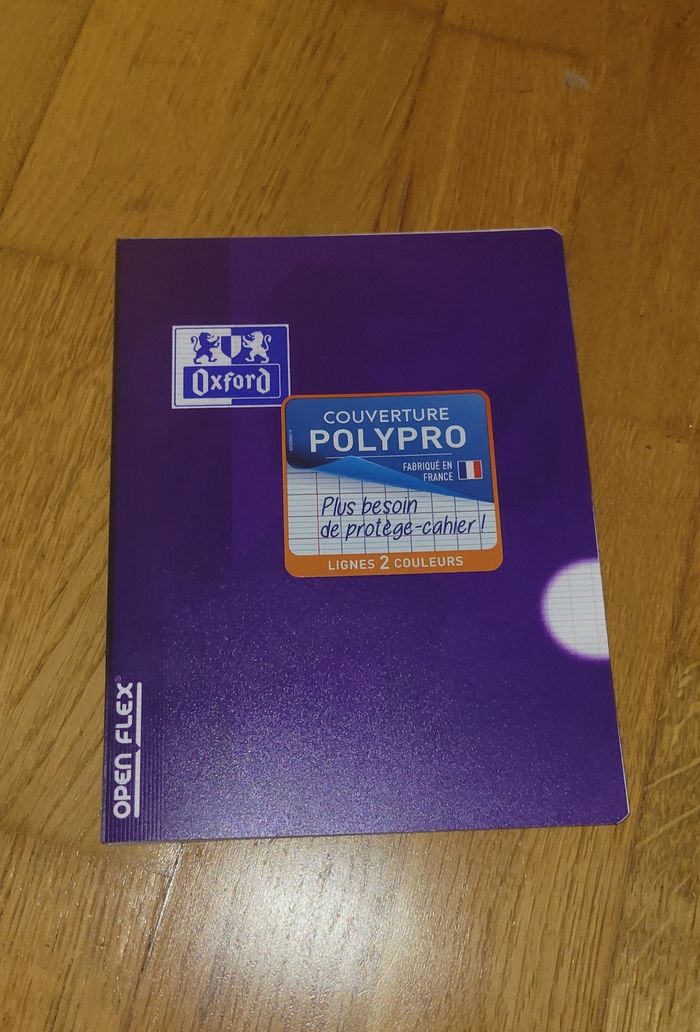 Oxford
COUVERTURE
POLYPRO
FABRIQUÉ EN
FRANCE
Plus besoin
de protège-cahier !
LIGNES 2 COULEURS
OPEN FLEX®